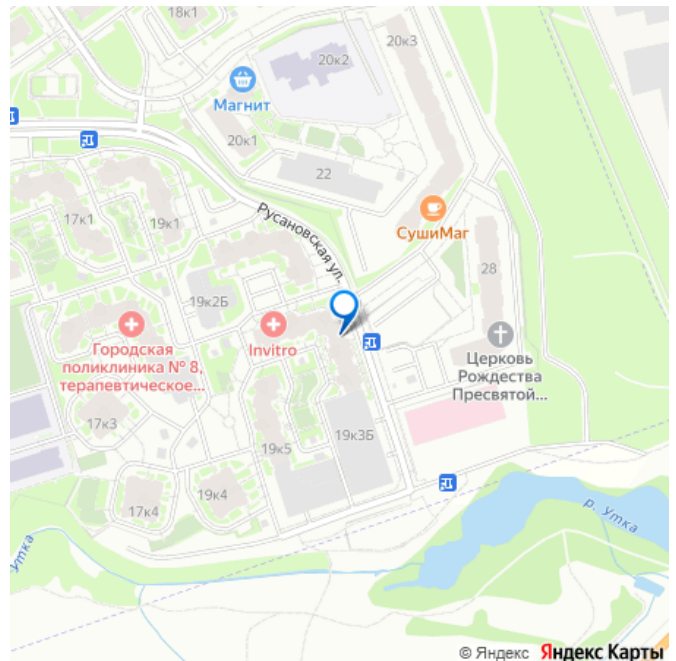 18к1
20к3
20к2
Магнит
20к1
22
17к1
19к1
Русановская ул.
СушиМаг
28
19к2Б
Invitro
Городская
поликлиника № 8,
терапевтическое...
Церковь
Рождества
Пресвятой...
17к3
19к5
19к3Б
19к4
17к4
р. Утка
Утка
© Яндекс Яндекс Карты